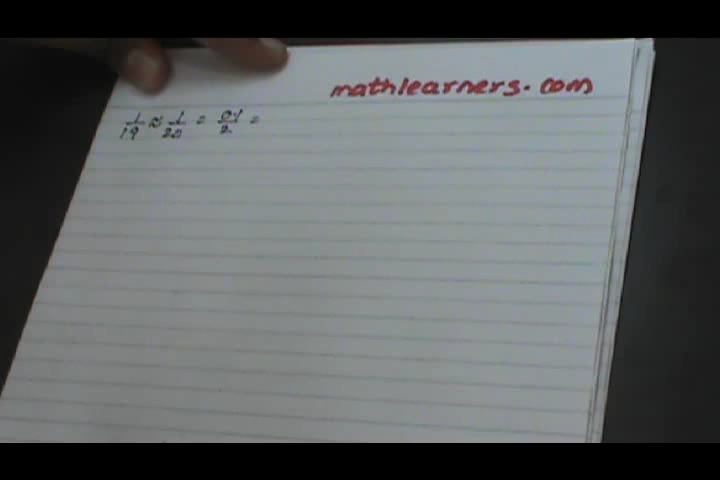 mathlearners.com
1/19 ≈ 1/20 = 0.1/2 =